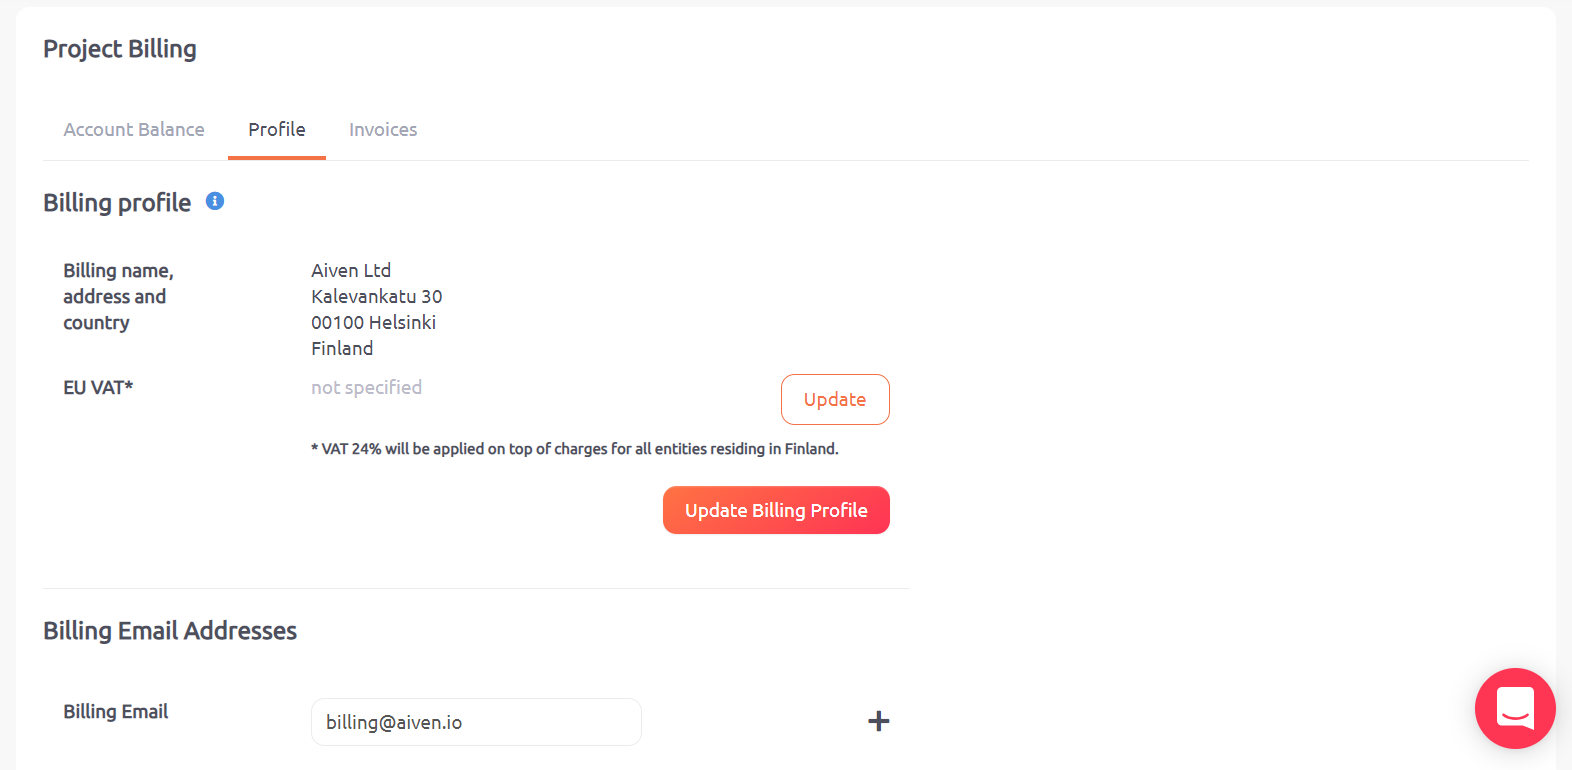 Project Billing
Account Balance Profile Invoices
Billing profile
Billing name,
address and
country
Aiven Ltd
Kalevankatu 30
00100 Helsinki
Finland
EU VAT*
not specified
Update
* VAT 24% will be applied on top of charges for all entities residing in Finland.
Update Billing Profile
Billing Email Addresses
Billing Email
billing@aiven.io